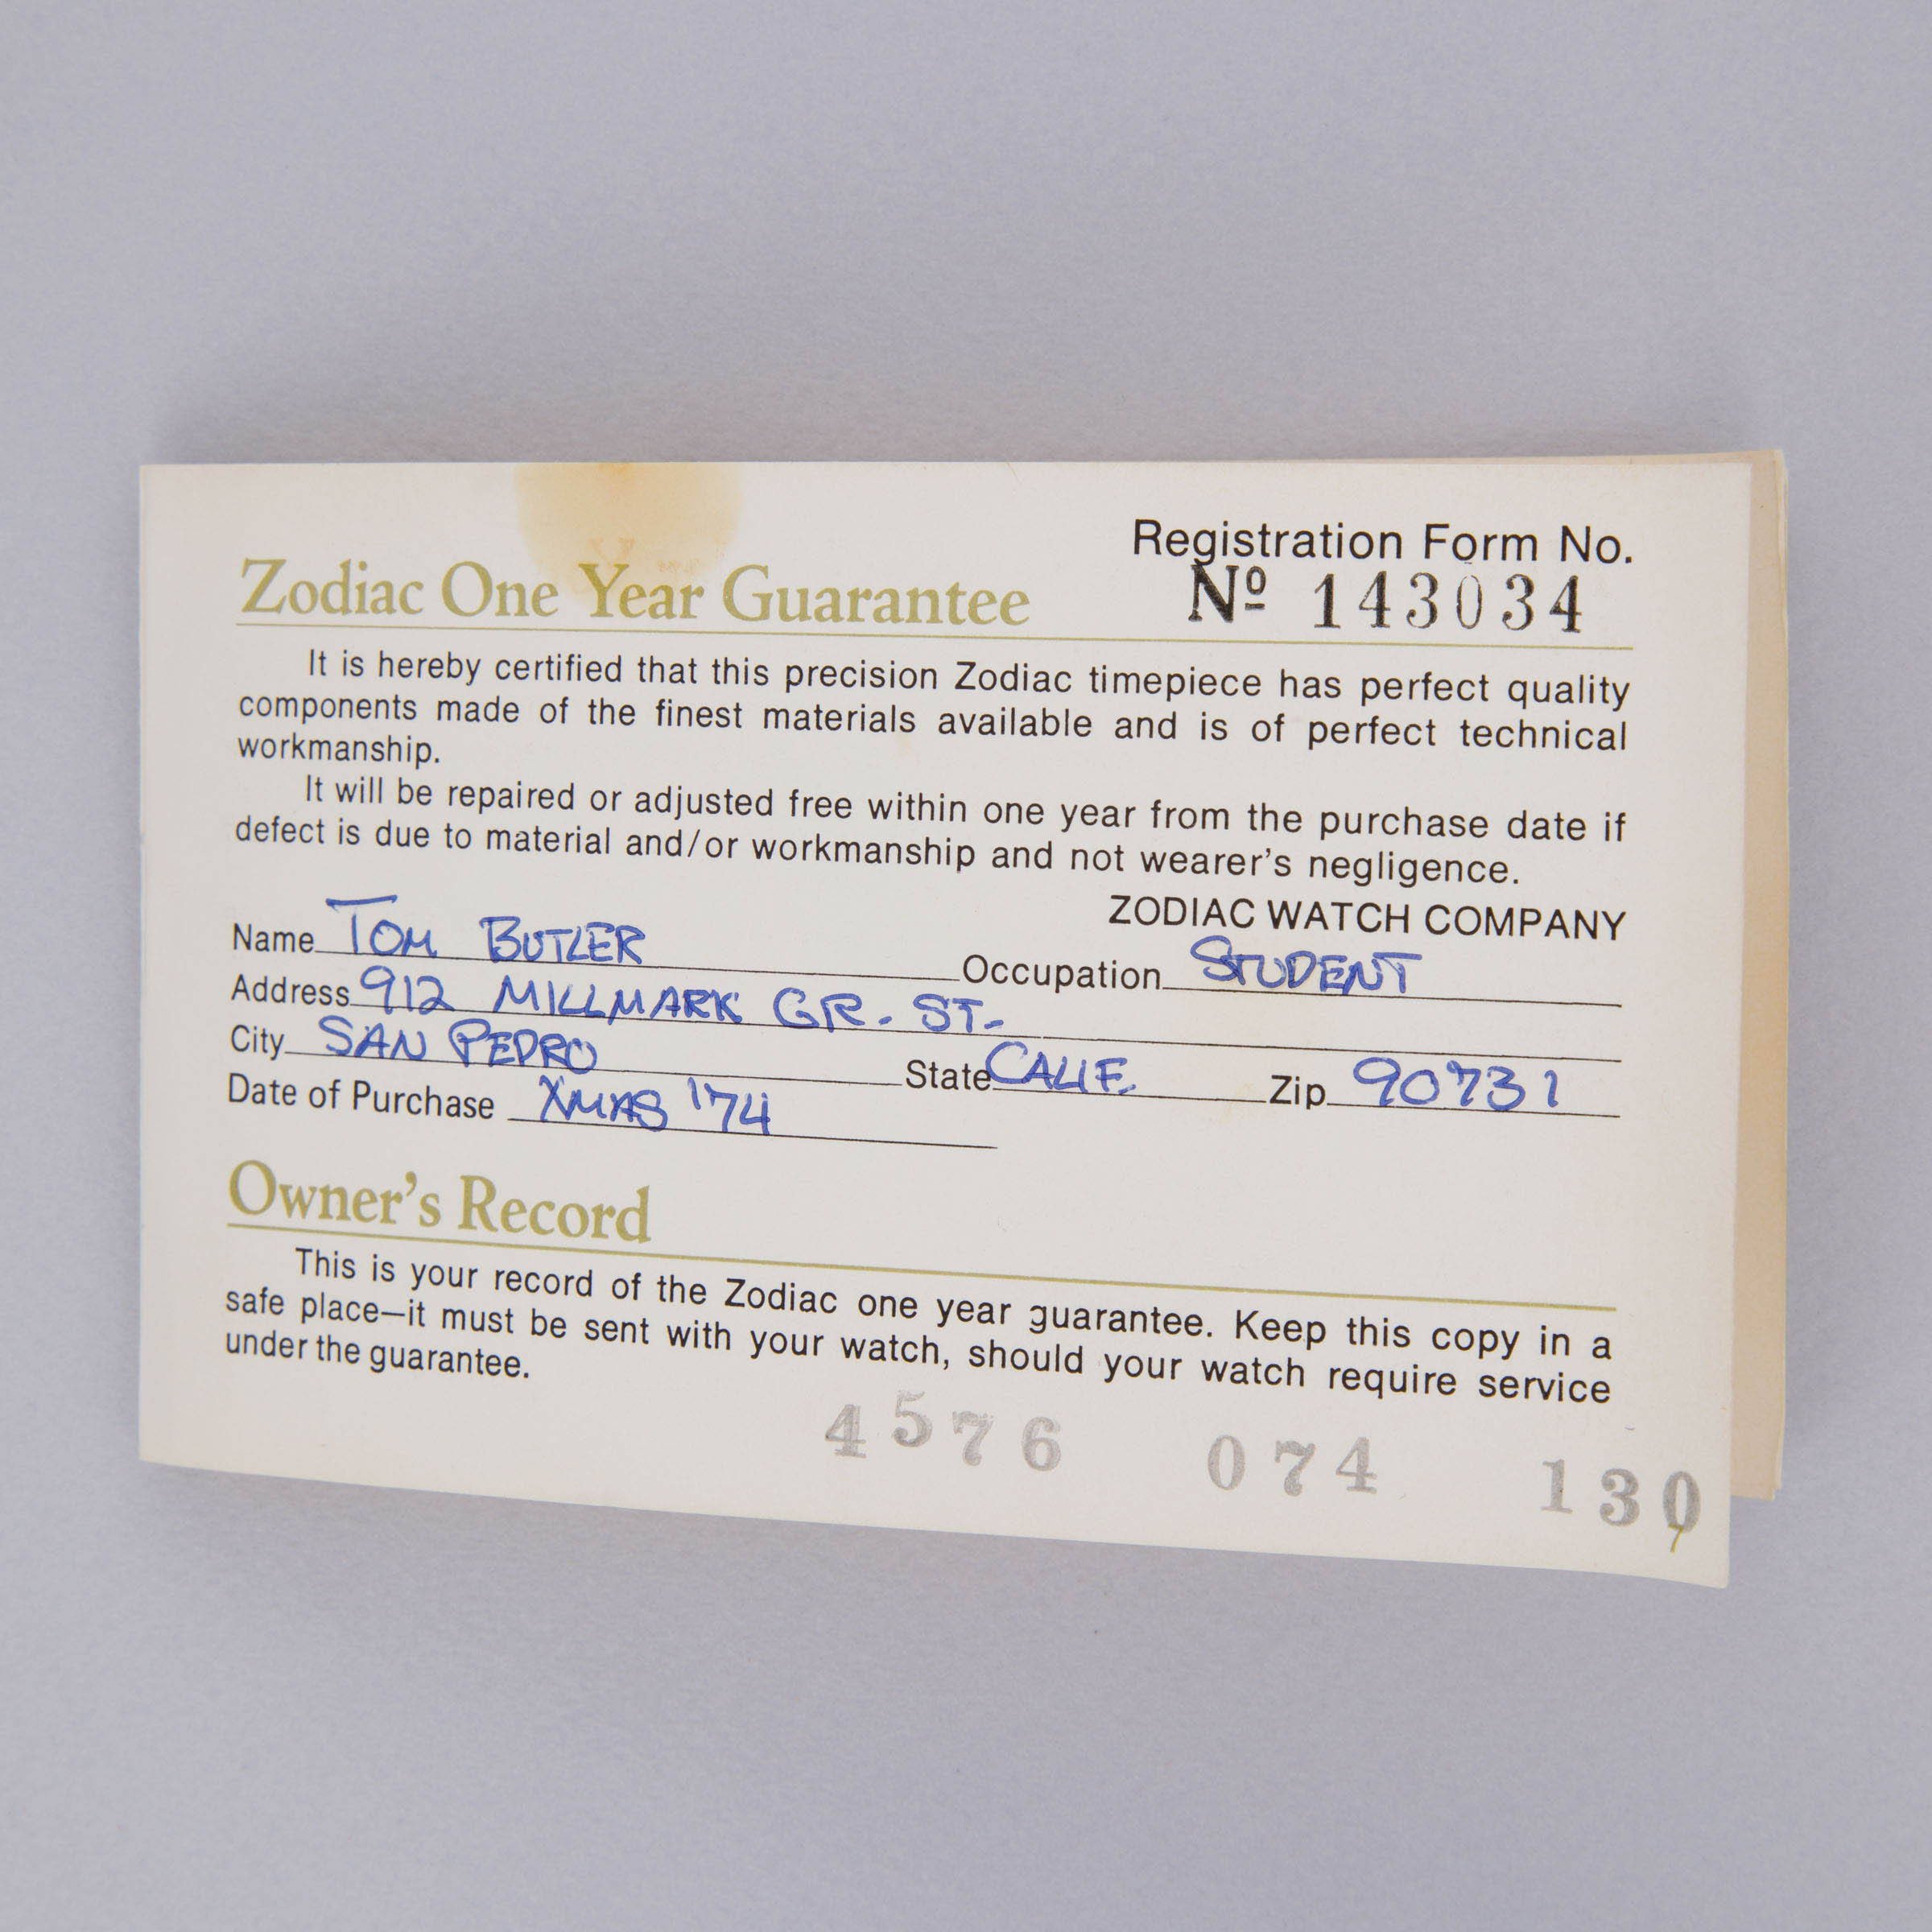 Registration Form No.
Zodiac One Year Guarantee Nº 143034
It is hereby certified that this precision Zodiac timepiece has perfect quality
components made of the finest materials available and is of perfect technical
workmanship.
It will be repaired or adjusted free within one year from the purchase date if
defect is due to material and/or workmanship and not wearer's negligence.
ZODIAC WATCH COMPANY
Name TOM BUTLER Occupation STUDENT
Address 912 MILLMARK GR. ST.
City SAN PEDRO State CALIF. Zip 90731
Date of Purchase XMAS '74
Owner's Record
This is your record of the Zodiac one year guarantee. Keep this copy in a
safe place—it must be sent with your watch, should your watch require service
under the guarantee.
4576 074 130
7